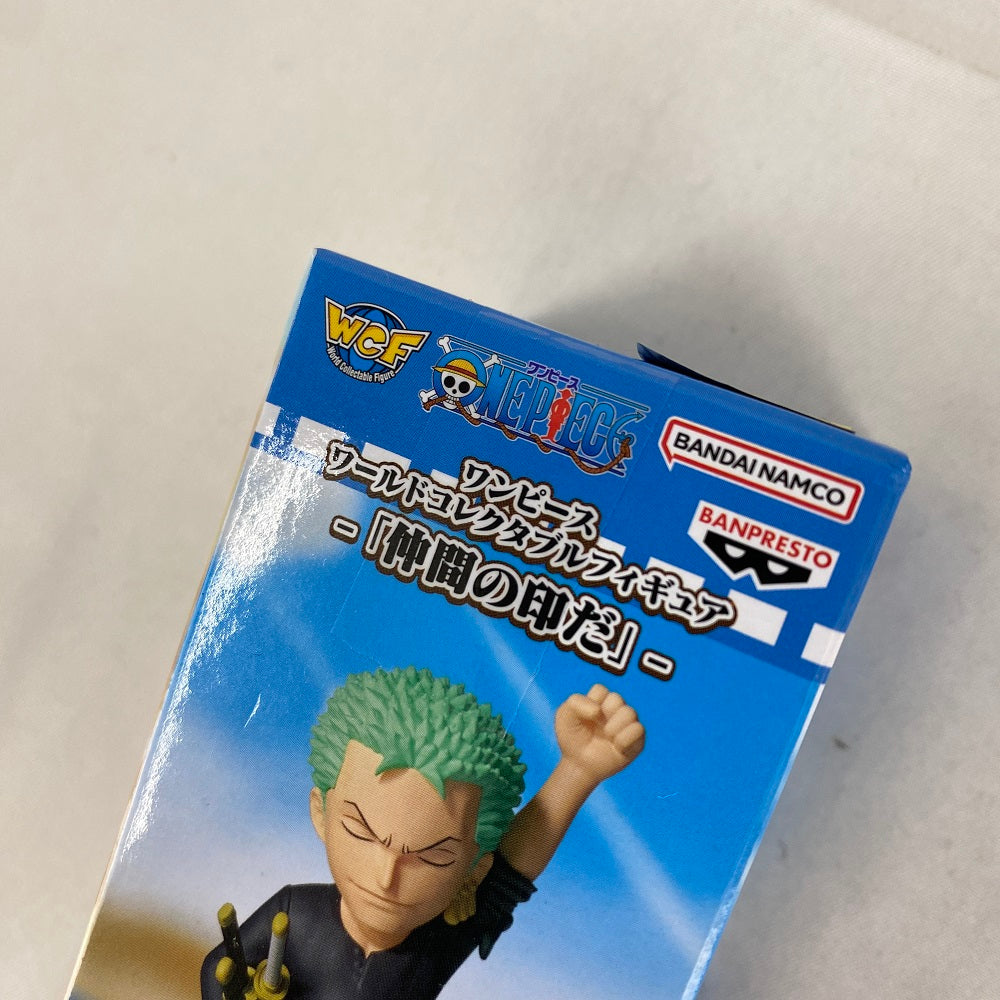 WCF
World Collectable Figure
ワンピース
ONE PIECE
BANDAI NAMCO
BANPRESTO
ワンピース
ワールドコレクタブルフィギュア
-「仲間の印だ」-